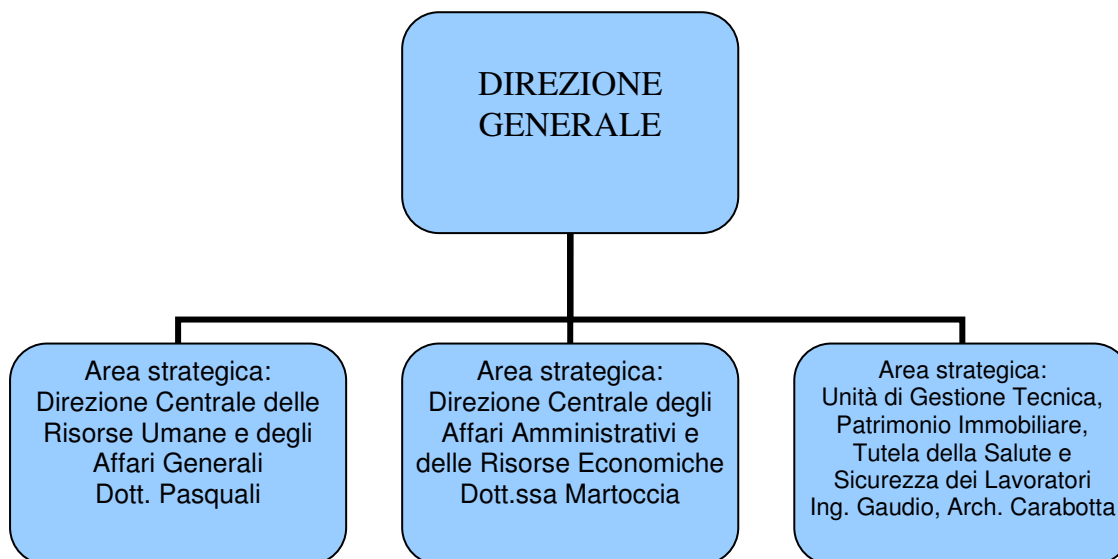 DIREZIONE
GENERALE
Area strategica:
Direzione Centrale delle
Risorse Umane e degli
Affari Generali
Dott. Pasquali
Area strategica:
Direzione Centrale degli
Affari Amministrativi e
delle Risorse Economiche
Dott.ssa Martoccia
Area strategica:
Unità di Gestione Tecnica,
Patrimonio Immobiliare,
Tutela della Salute e
Sicurezza dei Lavoratori
Ing. Gaudio, Arch. Carabotta